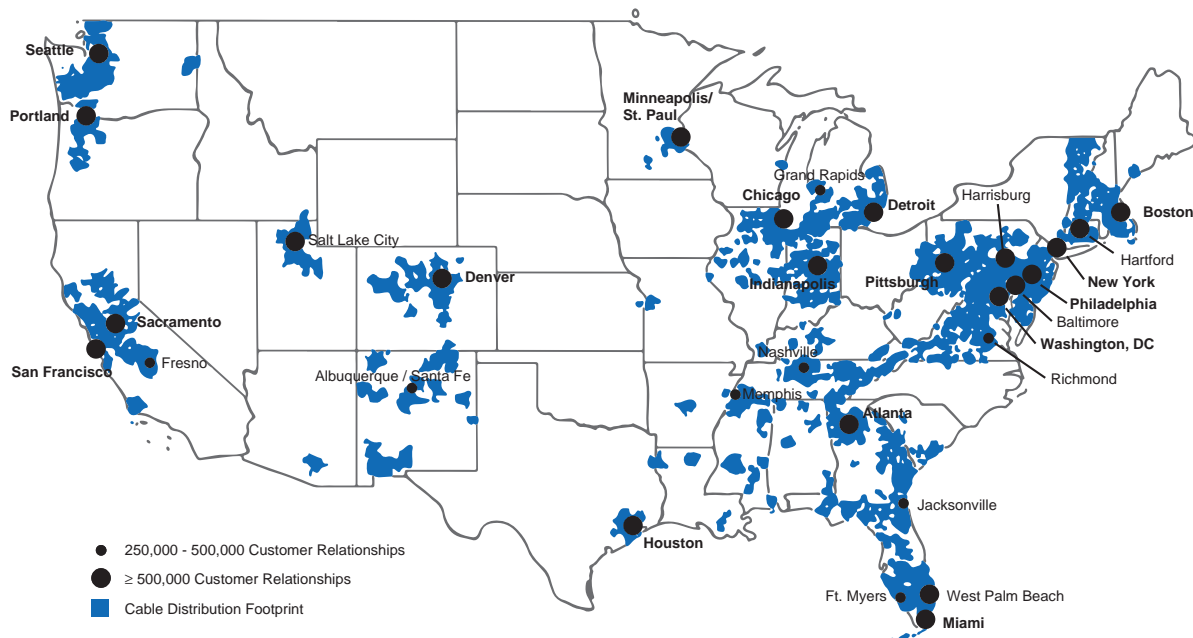 Seattle
Portland
Minneapolis/
St. Paul
Grand Rapids
Chicago
Detroit
Harrisburg
Boston
Hartford
Salt Lake City
Denver
Indianapolis
Pittsburgh
New York
Philadelphia
Baltimore
Washington, DC
Sacramento
San Francisco
Fresno
Nashville
Richmond
Albuquerque / Santa Fe
Memphis
Atlanta
Jacksonville
Houston
Ft. Myers
West Palm Beach
Miami
250,000 - 500,000 Customer Relationships
≥ 500,000 Customer Relationships
Cable Distribution Footprint